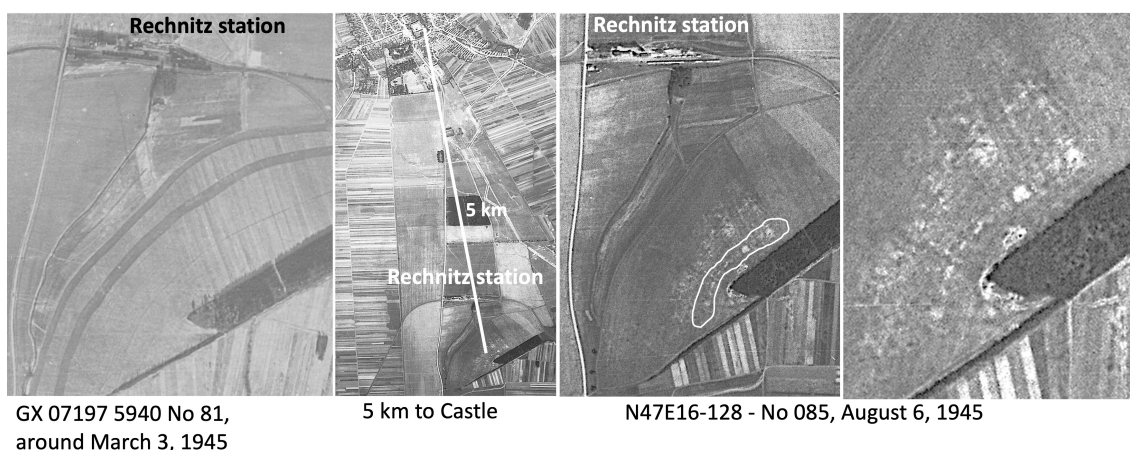 Rechnitz station
Rechnitz station
5 km
Rechnitz station
GX 07197 5940 No 81,
around March 3, 1945
5 km to Castle
N47E16-128 - No 085, August 6, 1945